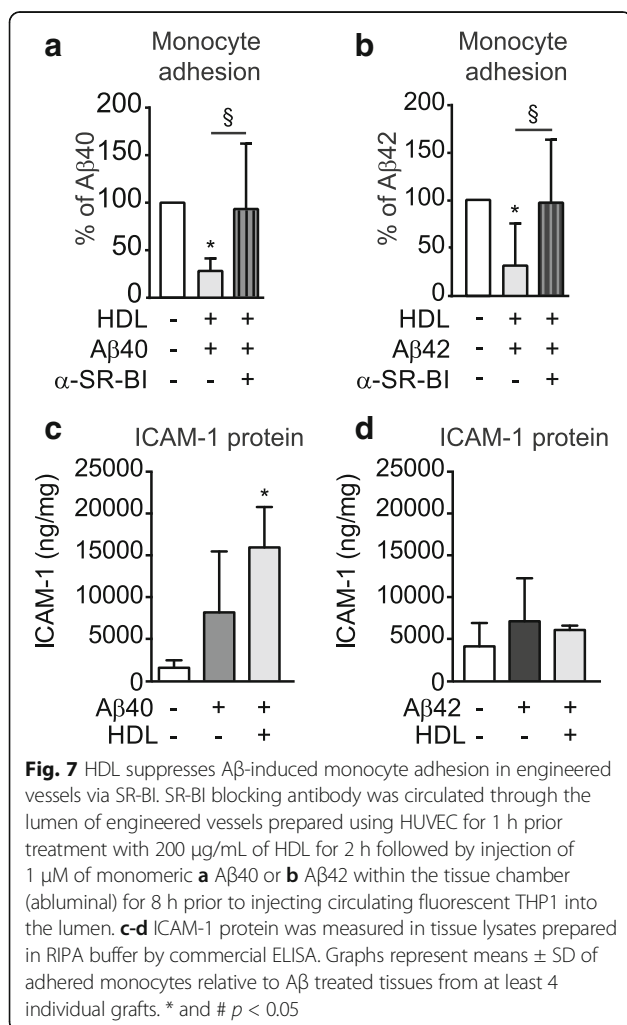 a
Monocyte
adhesion
% of Aβ40
200
150
100
50
0
§
*
HDL - + +
Aβ40 - + +
α-SR-BI - - +
b
Monocyte
adhesion
% of Aβ42
200
150
100
50
0
§
*
HDL - + +
Aβ42 - + +
α-SR-BI - - +
c ICAM-1 protein
ICAM-1 (ng/mg)
25000
20000
15000
10000
5000
0
*
Aβ40 - + +
HDL - - +
d ICAM-1 protein
ICAM-1 (ng/mg)
25000
20000
15000
10000
5000
0
Aβ42 - + +
HDL - - +
Fig. 7 HDL suppresses Aβ-induced monocyte adhesion in engineered
vessels via SR-BI. SR-BI blocking antibody was circulated through the
lumen of engineered vessels prepared using HUVEC for 1 h prior
treatment with 200 μg/mL of HDL for 2 h followed by injection of
1 μM of monomeric a Aβ40 or b Aβ42 within the tissue chamber
(abluminal) for 8 h prior to injecting circulating fluorescent THP1 into
the lumen. c-d ICAM-1 protein was measured in tissue lysates prepared
in RIPA buffer by commercial ELISA. Graphs represent means ± SD of
adhered monocytes relative to Aβ treated tissues from at least 4
individual grafts. * and # p < 0.05